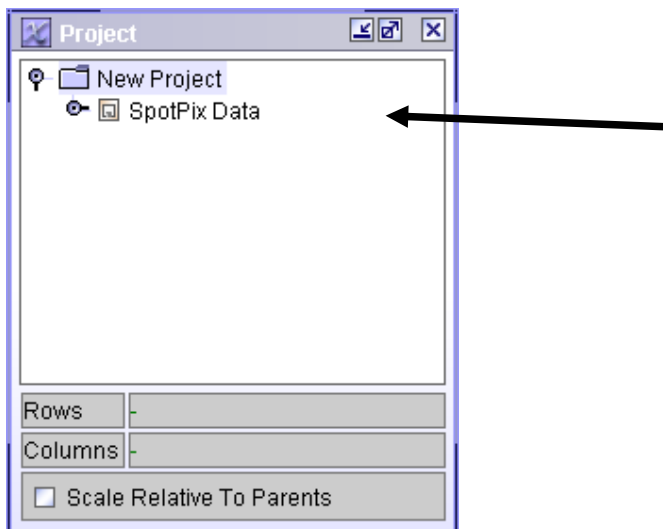 Project
New Project
SpotPix Data
Rows -
Columns -
Scale Relative To Parents